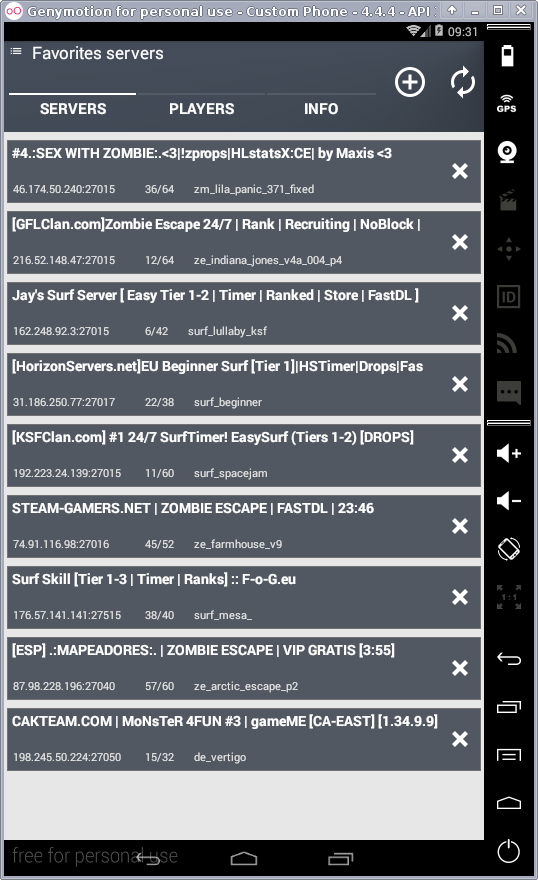 Genymotion for personal use - Custom Phone - 4.4.4 - API
09:31
Favorites servers
SERVERS PLAYERS INFO
#4.:SEX WITH ZOMBIE:.<3|!zprops|HLstatsX:CE| by Maxis <3
46.174.50.240:27015 36/64 zm_lila_panic_371_fixed
[GFLClan.com]Zombie Escape 24/7 | Rank | Recruiting | NoBlock |
216.52.148.47:27015 12/64 ze_indiana_jones_v4a_004_p4
Jay's Surf Server [ Easy Tier 1-2 | Timer | Ranked | Store | FastDL ]
162.248.92.3:27015 6/42 surf_lullaby_ksf
[HorizonServers.net]EU Beginner Surf [Tier 1]|HSTimer|Drops|Fas
31.186.250.77:27017 22/38 surf_beginner
[KSFClan.com] #1 24/7 SurfTimer! EasySurf (Tiers 1-2) [DROPS]
192.223.24.139:27015 11/60 surf_spacejam
STEAM-GAMERS.NET | ZOMBIE ESCAPE | FASTDL | 23:46
74.91.116.98:27016 45/52 ze_farmhouse_v9
Surf Skill [Tier 1-3 | Timer | Ranks] :: F-o-G.eu
176.57.141.141:27515 38/40 surf_mesa_
[ESP] .:MAPEADORES:. | ZOMBIE ESCAPE | VIP GRATIS [3:55]
87.98.228.196:27040 57/60 ze_arctic_escape_p2
CAKTEAM.COM | MoNsTeR 4FUN #3 | gameME [CA-EAST] [1.34.9.9]
198.245.50.224:27050 15/32 de_vertigo
free for personal use
GPS
ID
1:1